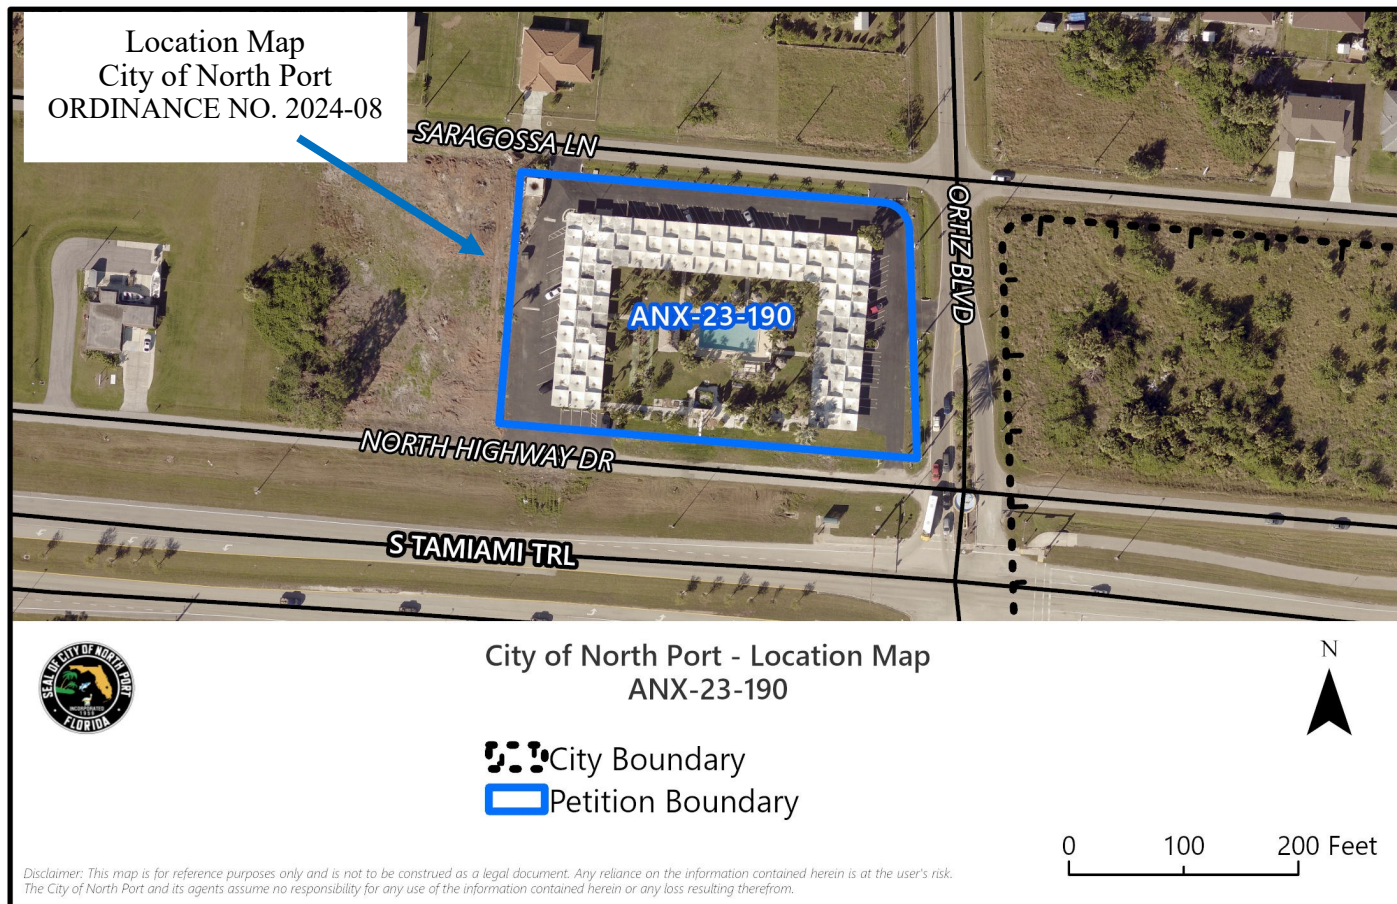 Location Map
City of North Port
ORDINANCE NO. 2024-08
SARAGOSSA LN
ORTIZ BLVD
ANX-23-190
NORTH HIGHWAY DR
S TAMIAMI TRL
SEAL OF CITY OF NORTH PORT
INCORPORATED
1959
FLORIDA
City of North Port - Location Map
ANX-23-190
N
City Boundary
Petition Boundary
0 100 200 Feet
Disclaimer: This map is for reference purposes only and is not to be construed as a legal document. Any reliance on the information contained herein is at the user's risk.
The City of North Port and its agents assume no responsibility for any use of the information contained herein or any loss resulting therefrom.